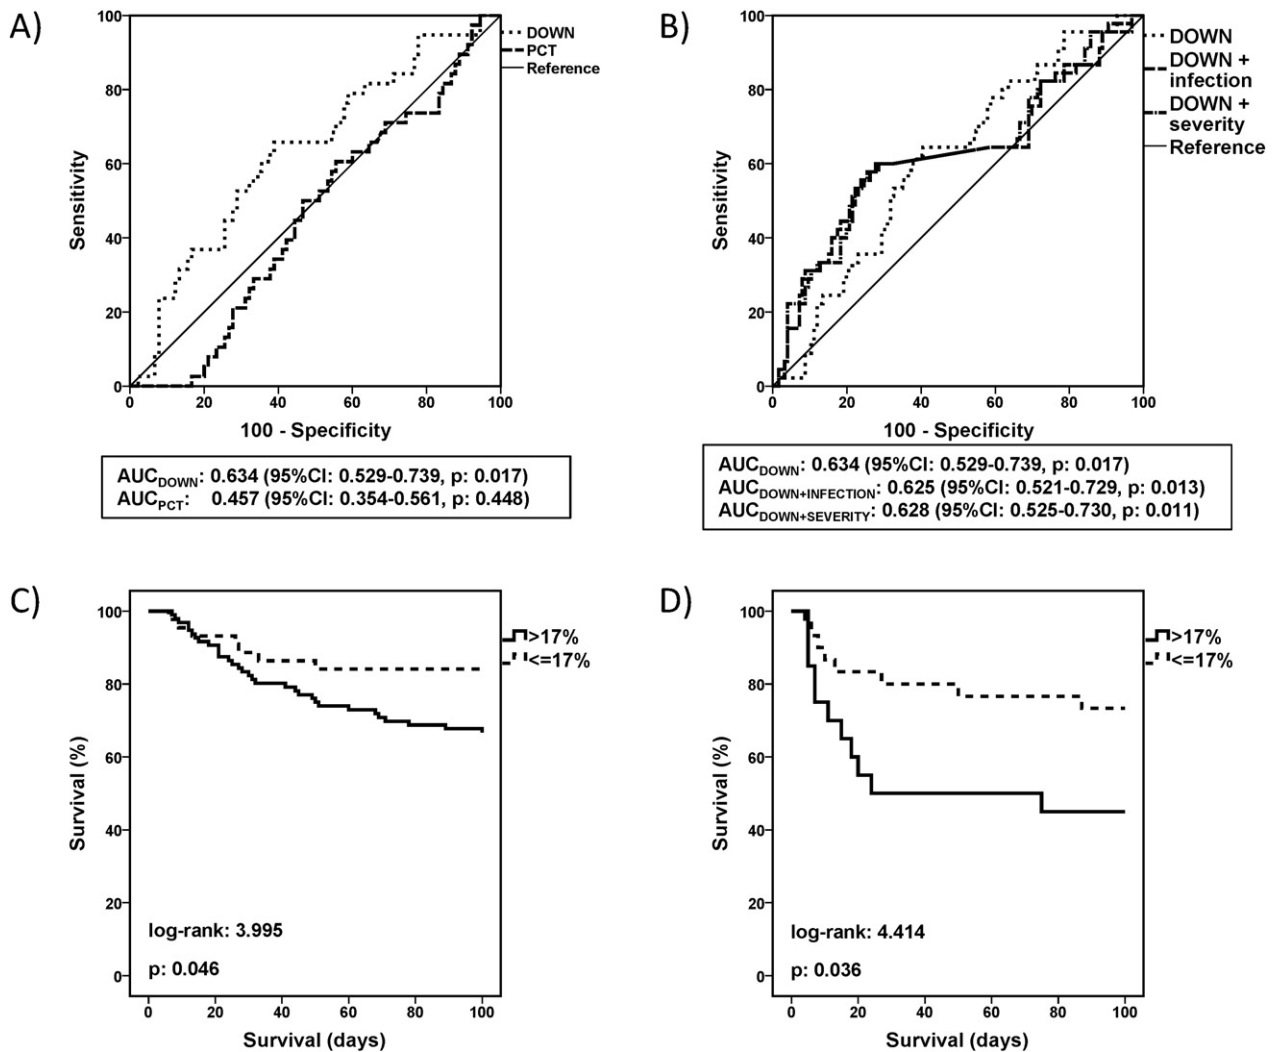 A)
100
80
60
40
20
0
Sensitivity
0 20 40 60 80 100
100 - Specificity
DOWN
PCT
Reference
AUCDOWN: 0.634 (95%CI: 0.529-0.739, p: 0.017)
AUCPCT: 0.457 (95%CI: 0.354-0.561, p: 0.448)
B)
100
80
60
40
20
0
Sensitivity
0 20 40 60 80 100
100 - Specificity
DOWN
DOWN +
infection
DOWN +
severity
Reference
AUCDOWN: 0.634 (95%CI: 0.529-0.739, p: 0.017)
AUCDOWN+INFECTION: 0.625 (95%CI: 0.521-0.729, p: 0.013)
AUCDOWN+SEVERITY: 0.628 (95%CI: 0.525-0.730, p: 0.011)
C)
100
80
60
40
20
0
Survival (%)
log-rank: 3.995
p: 0.046
0 20 40 60 80 100
Survival (days)
>17%
<=17%
D)
100
80
60
40
20
0
Survival (%)
log-rank: 4.414
p: 0.036
0 20 40 60 80 100
Survival (days)
>17%
<=17%